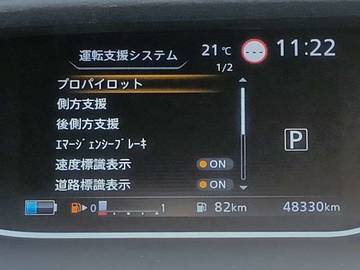 運転支援システム 21℃ 11:22
1/2
プロパイロット
側方支援
後側方支援
ｴﾏｰｼﾞｪﾝｼｰﾌﾞﾚｰｷ
速度標識表示 ON
P
道路標識表示 ON
0 1 82km 48330km